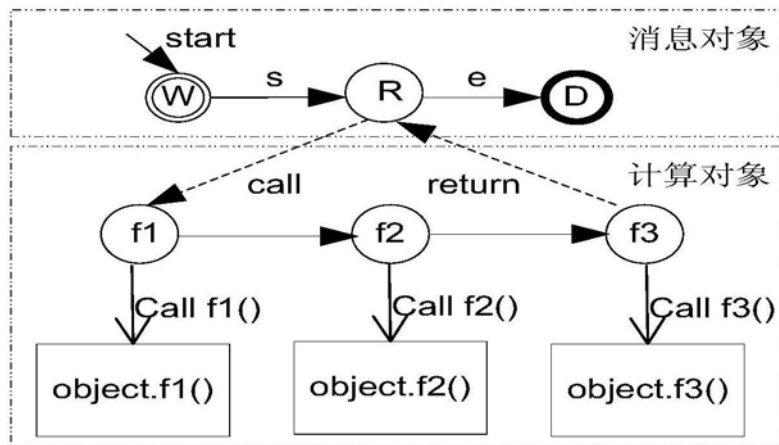 start
消息对象
W
s
R
e
D
计算对象
call
return
f1
f2
f3
Call f1()
Call f2()
Call f3()
object.f1()
object.f2()
object.f3()